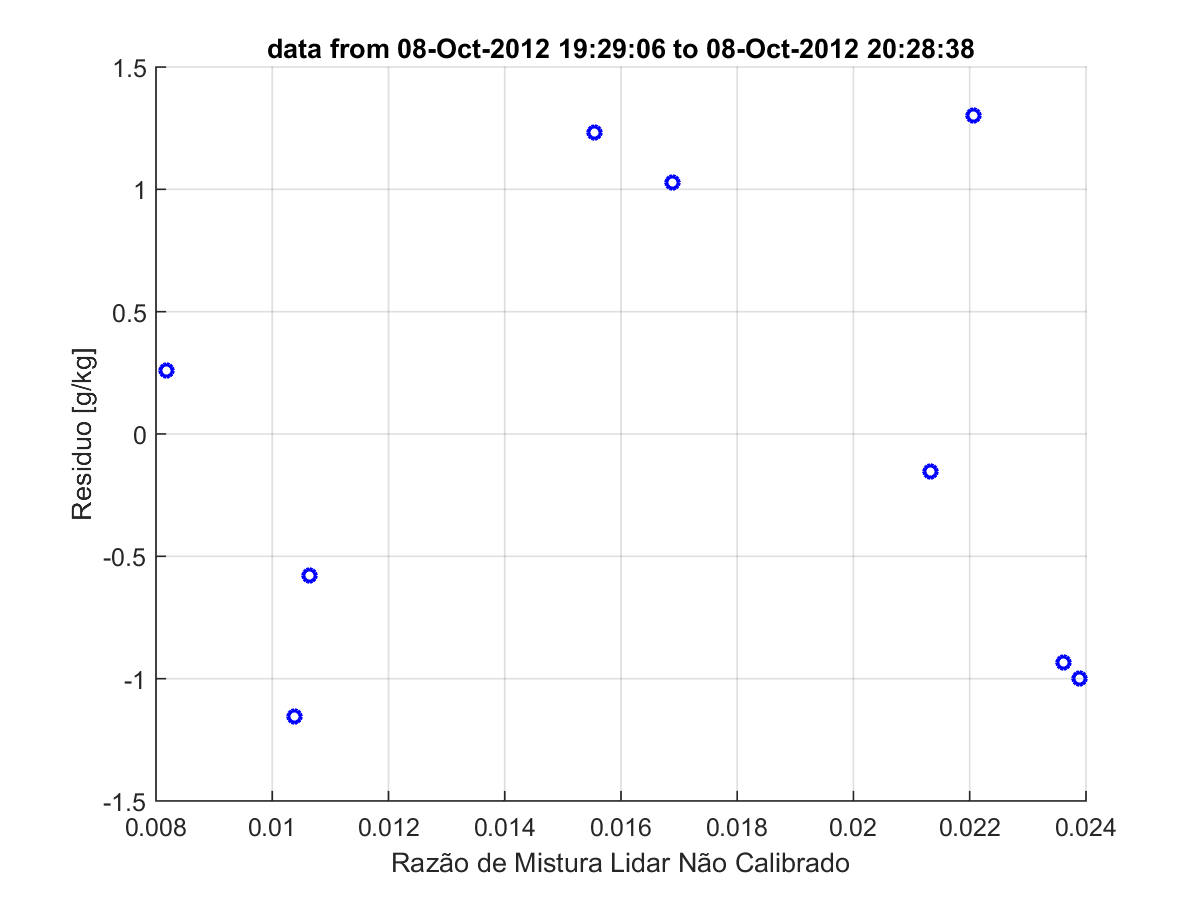 data from 08-Oct-2012 19:29:06 to 08-Oct-2012 20:28:38
1.5
1
0.5
0
-0.5
-1
-1.5
Residuo [g/kg]
0.008 0.01 0.012 0.014 0.016 0.018 0.02 0.022 0.024
Razão de Mistura Lidar Não Calibrado